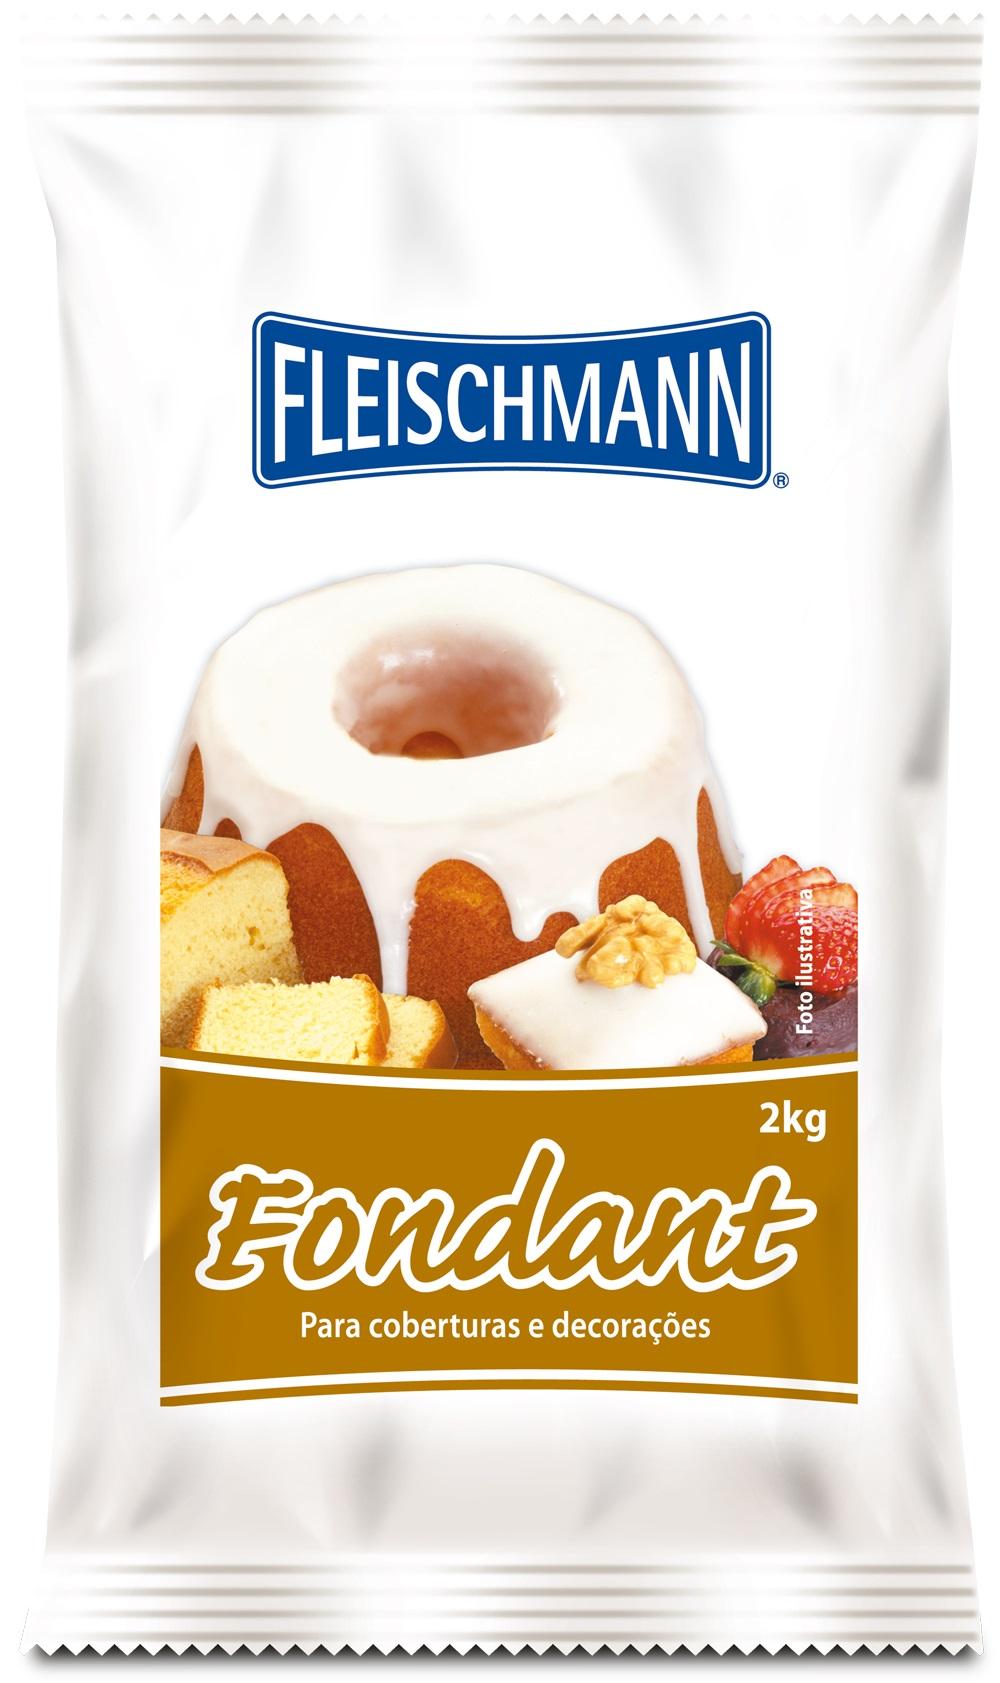 FLEISCHMANN®
Foto ilustrativa
2kg
Fondant
Para coberturas e decorações